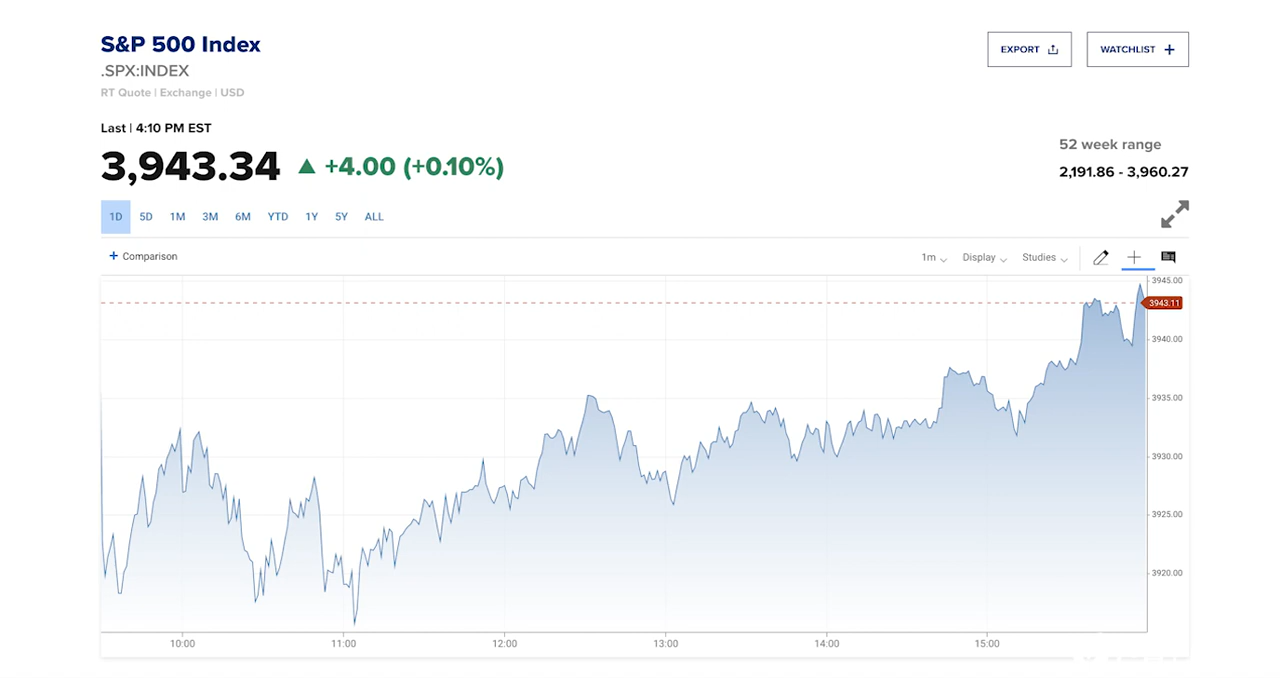 S&P 500 Index
.SPX:INDEX
RT Quote | Exchange | USD
EXPORT
WATCHLIST +
Last | 4:10 PM EST
3,943.34 ▲ +4.00 (+0.10%)
52 week range
2,191.86 - 3,960.27
1D 5D 1M 3M 6M YTD 1Y 5Y ALL
+ Comparison
1m Display Studies
3945.00
3943.11
3940.00
3935.00
3930.00
3925.00
3920.00
10:00 11:00 12:00 13:00 14:00 15:00